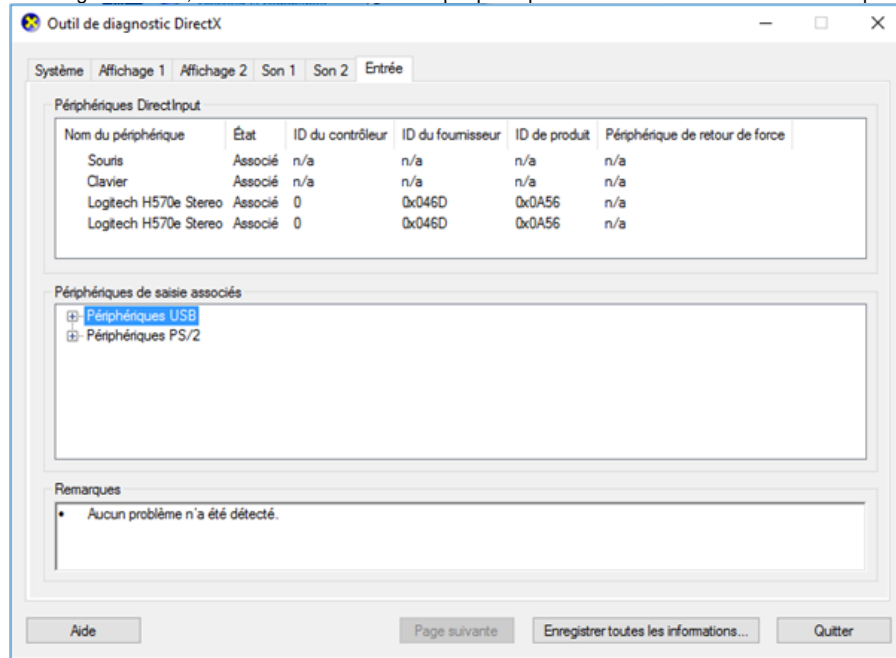 Outil de diagnostic DirectX
Système Affichage 1 Affichage 2 Son 1 Son 2 Entrée
Périphériques DirectInput
Nom du périphérique État ID du contrôleur ID du fournisseur ID de produit Périphérique de retour de force
Souris Associé n/a n/a n/a n/a
Clavier Associé n/a n/a n/a n/a
Logitech H570e Stereo Associé 0 0x046D 0x0A56 n/a
Logitech H570e Stereo Associé 0 0x046D 0x0A56 n/a
Périphériques de saisie associés
Périphériques USB
Périphériques PS/2
Remarques
• Aucun problème n'a été détecté.
Aide Page suivante Enregistrer toutes les informations... Quitter